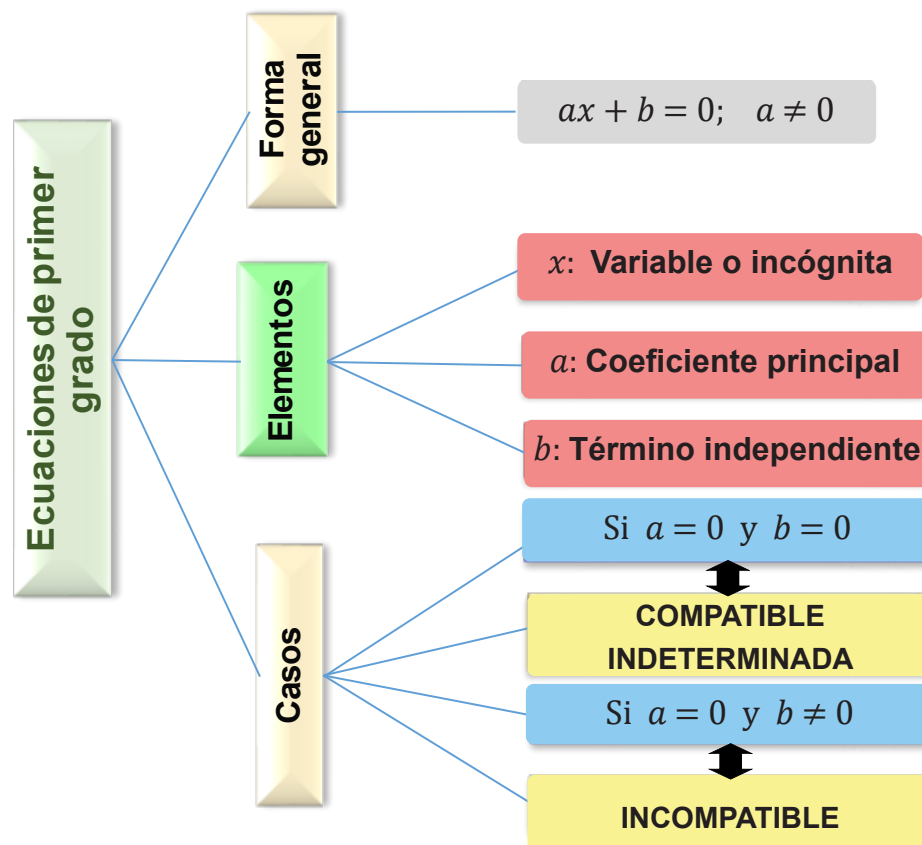 Ecuaciones de primer
grado
Forma
general
ax + b = 0; a ≠ 0
Elementos
x: Variable o incógnita
a: Coeficiente principal
b: Término independiente
Casos
Si a = 0 y b = 0
COMPATIBLE
INDETERMINADA
Si a = 0 y b ≠ 0
INCOMPATIBLE